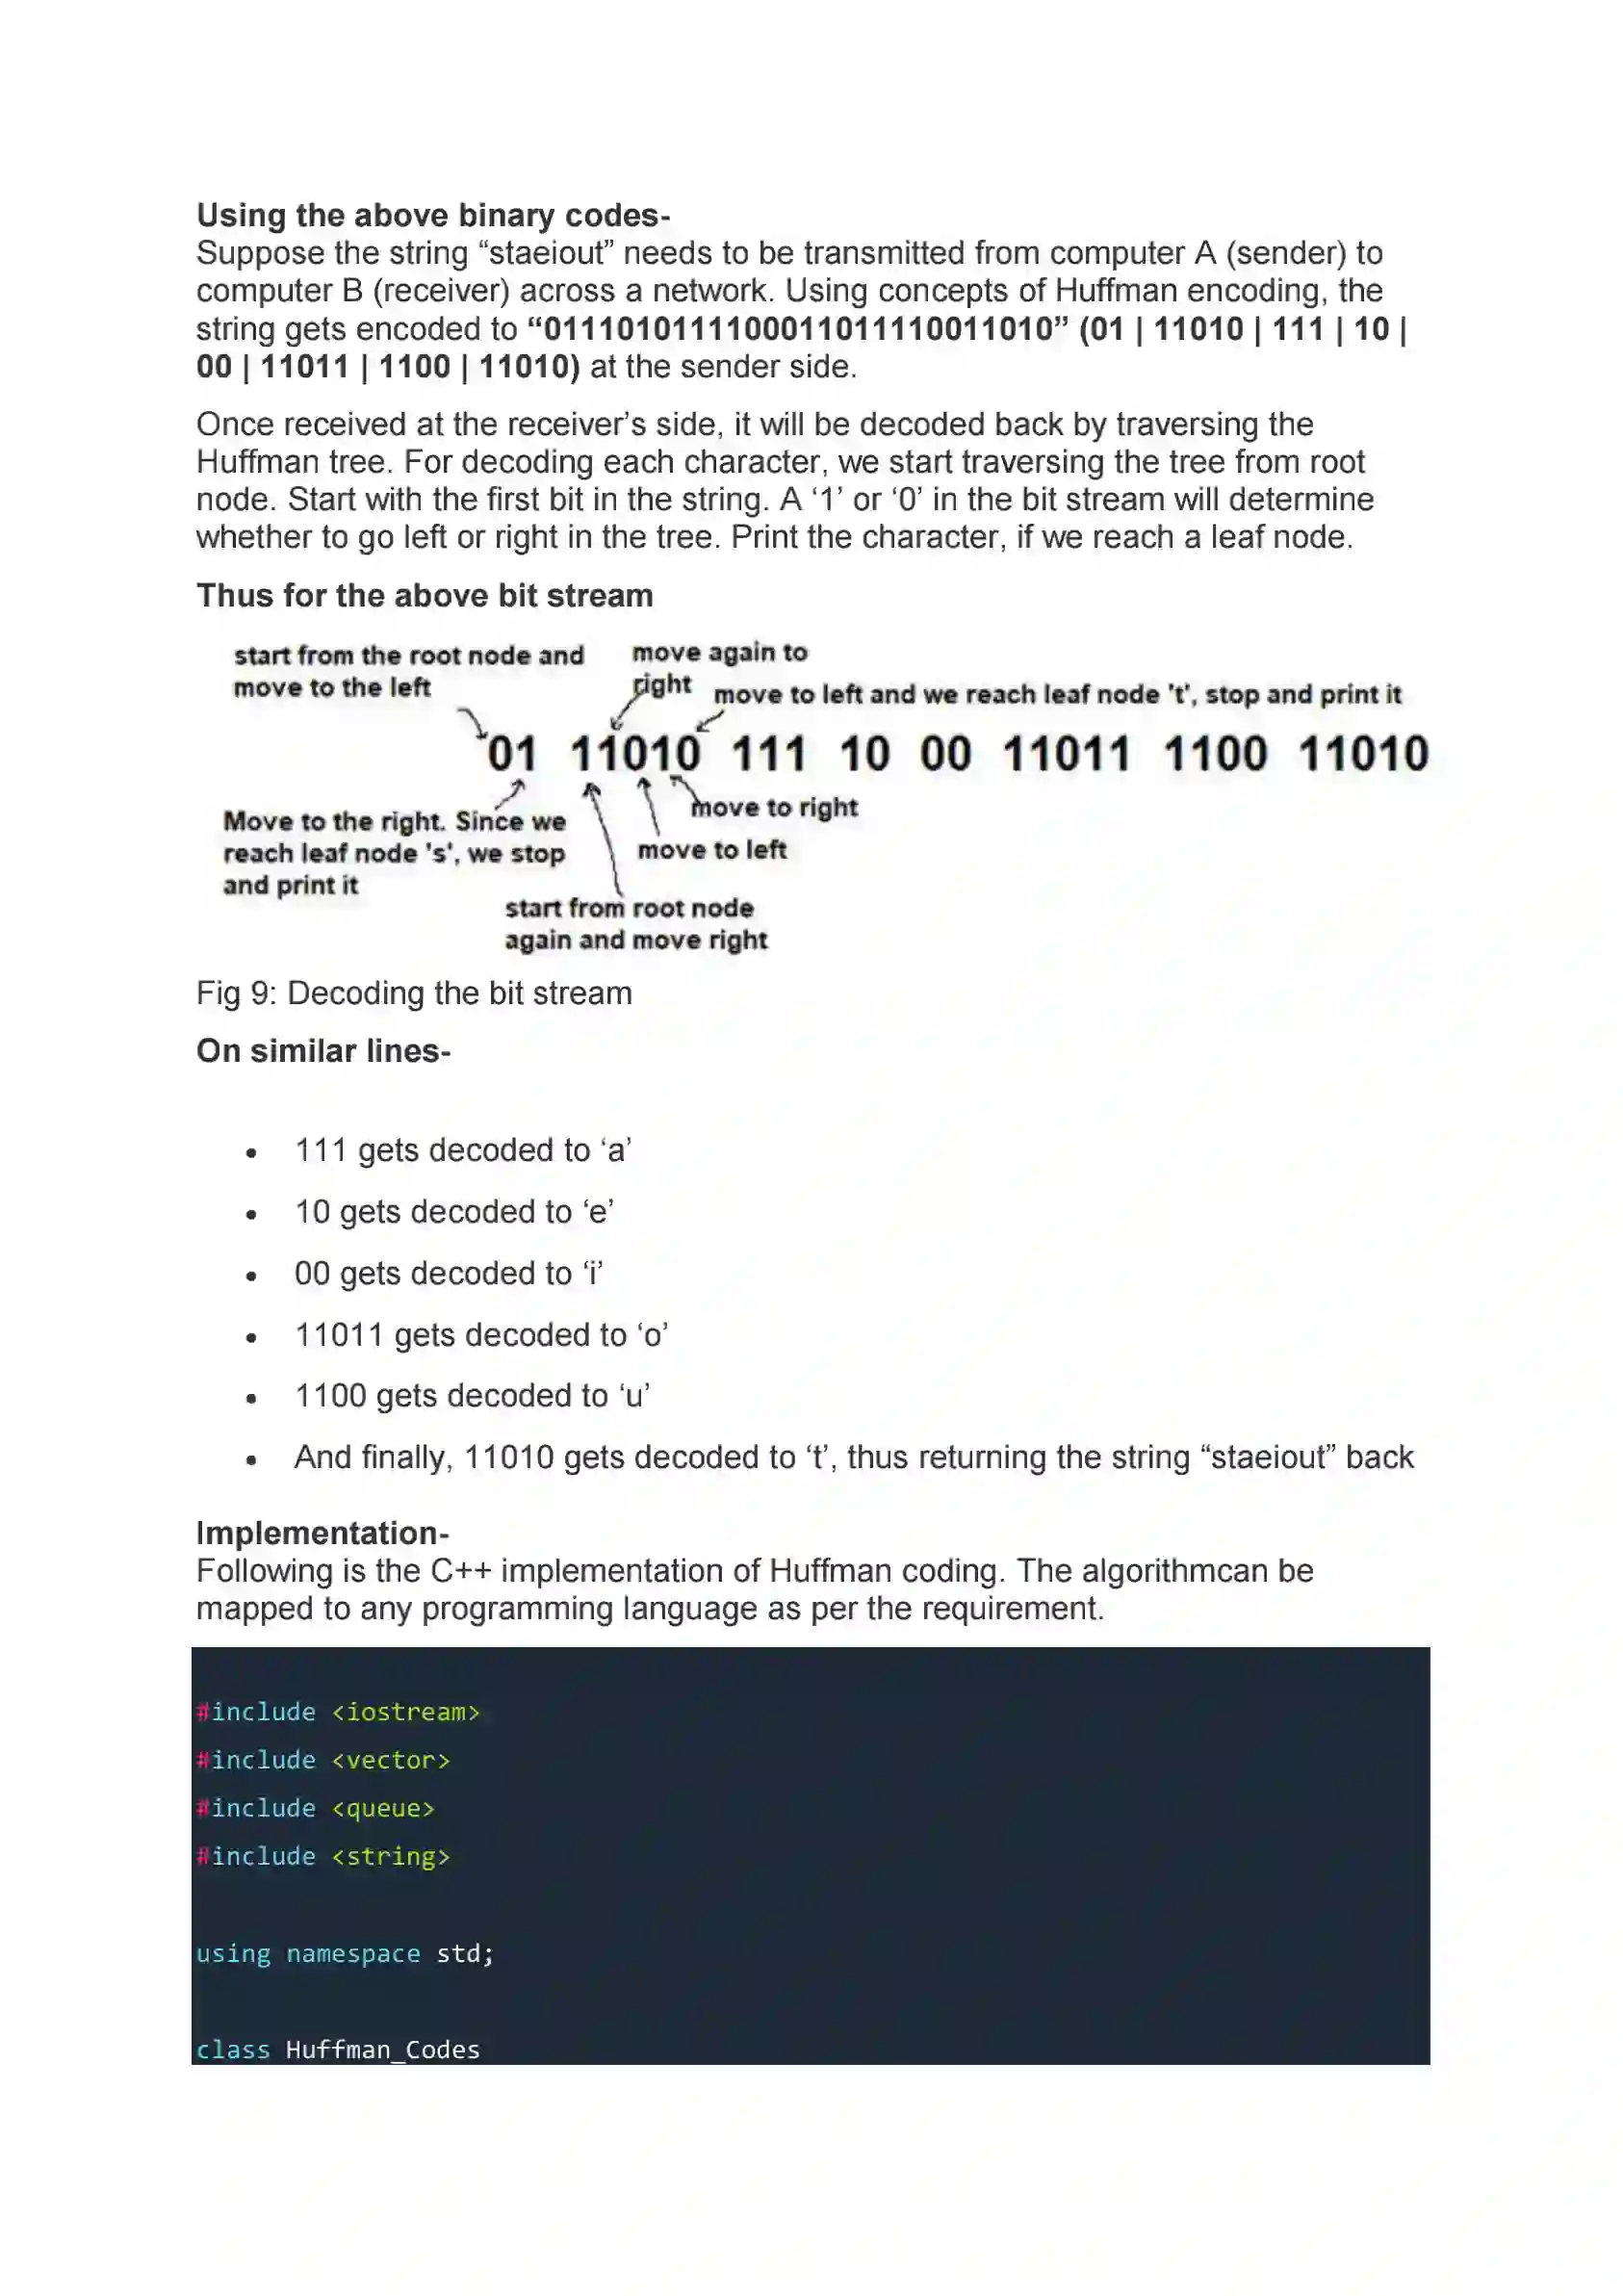 Using the above binary codes-
Suppose the string “staeiout” needs to be transmitted from computer A (sender) to
computer B (receiver) across a network. Using concepts of Huffman encoding, the
string gets encoded to “0111010111100011011110011010” (01 | 11010 | 111 | 10 |
00 | 11011 | 1100 | 11010) at the sender side.
Once received at the receiver’s side, it will be decoded back by traversing the
Huffman tree. For decoding each character, we start traversing the tree from root
node. Start with the first bit in the string. A ‘1’ or ‘0’ in the bit stream will determine
whether to go left or right in the tree. Print the character, if we reach a leaf node.
Thus for the above bit stream
start from the root node and
move to the left
move again to
right
move to left and we reach leaf node 't', stop and print it
01 11010 111 10 00 11011 1100 11010
Move to the right. Since we
reach leaf node 's', we stop
and print it
move to right
move to left
start from root node
again and move right
Fig 9: Decoding the bit stream
On similar lines-
• 111 gets decoded to ‘a’
• 10 gets decoded to ‘e’
• 00 gets decoded to ‘i’
• 11011 gets decoded to ‘o’
• 1100 gets decoded to ‘u’
• And finally, 11010 gets decoded to ‘t’, thus returning the string “staeiout” back
Implementation-
Following is the C++ implementation of Huffman coding. The algorithmcan be
mapped to any programming language as per the requirement.
#include <iostream>
#include <vector>
#include <queue>
#include <string>
using namespace std;
class Huffman_Codes